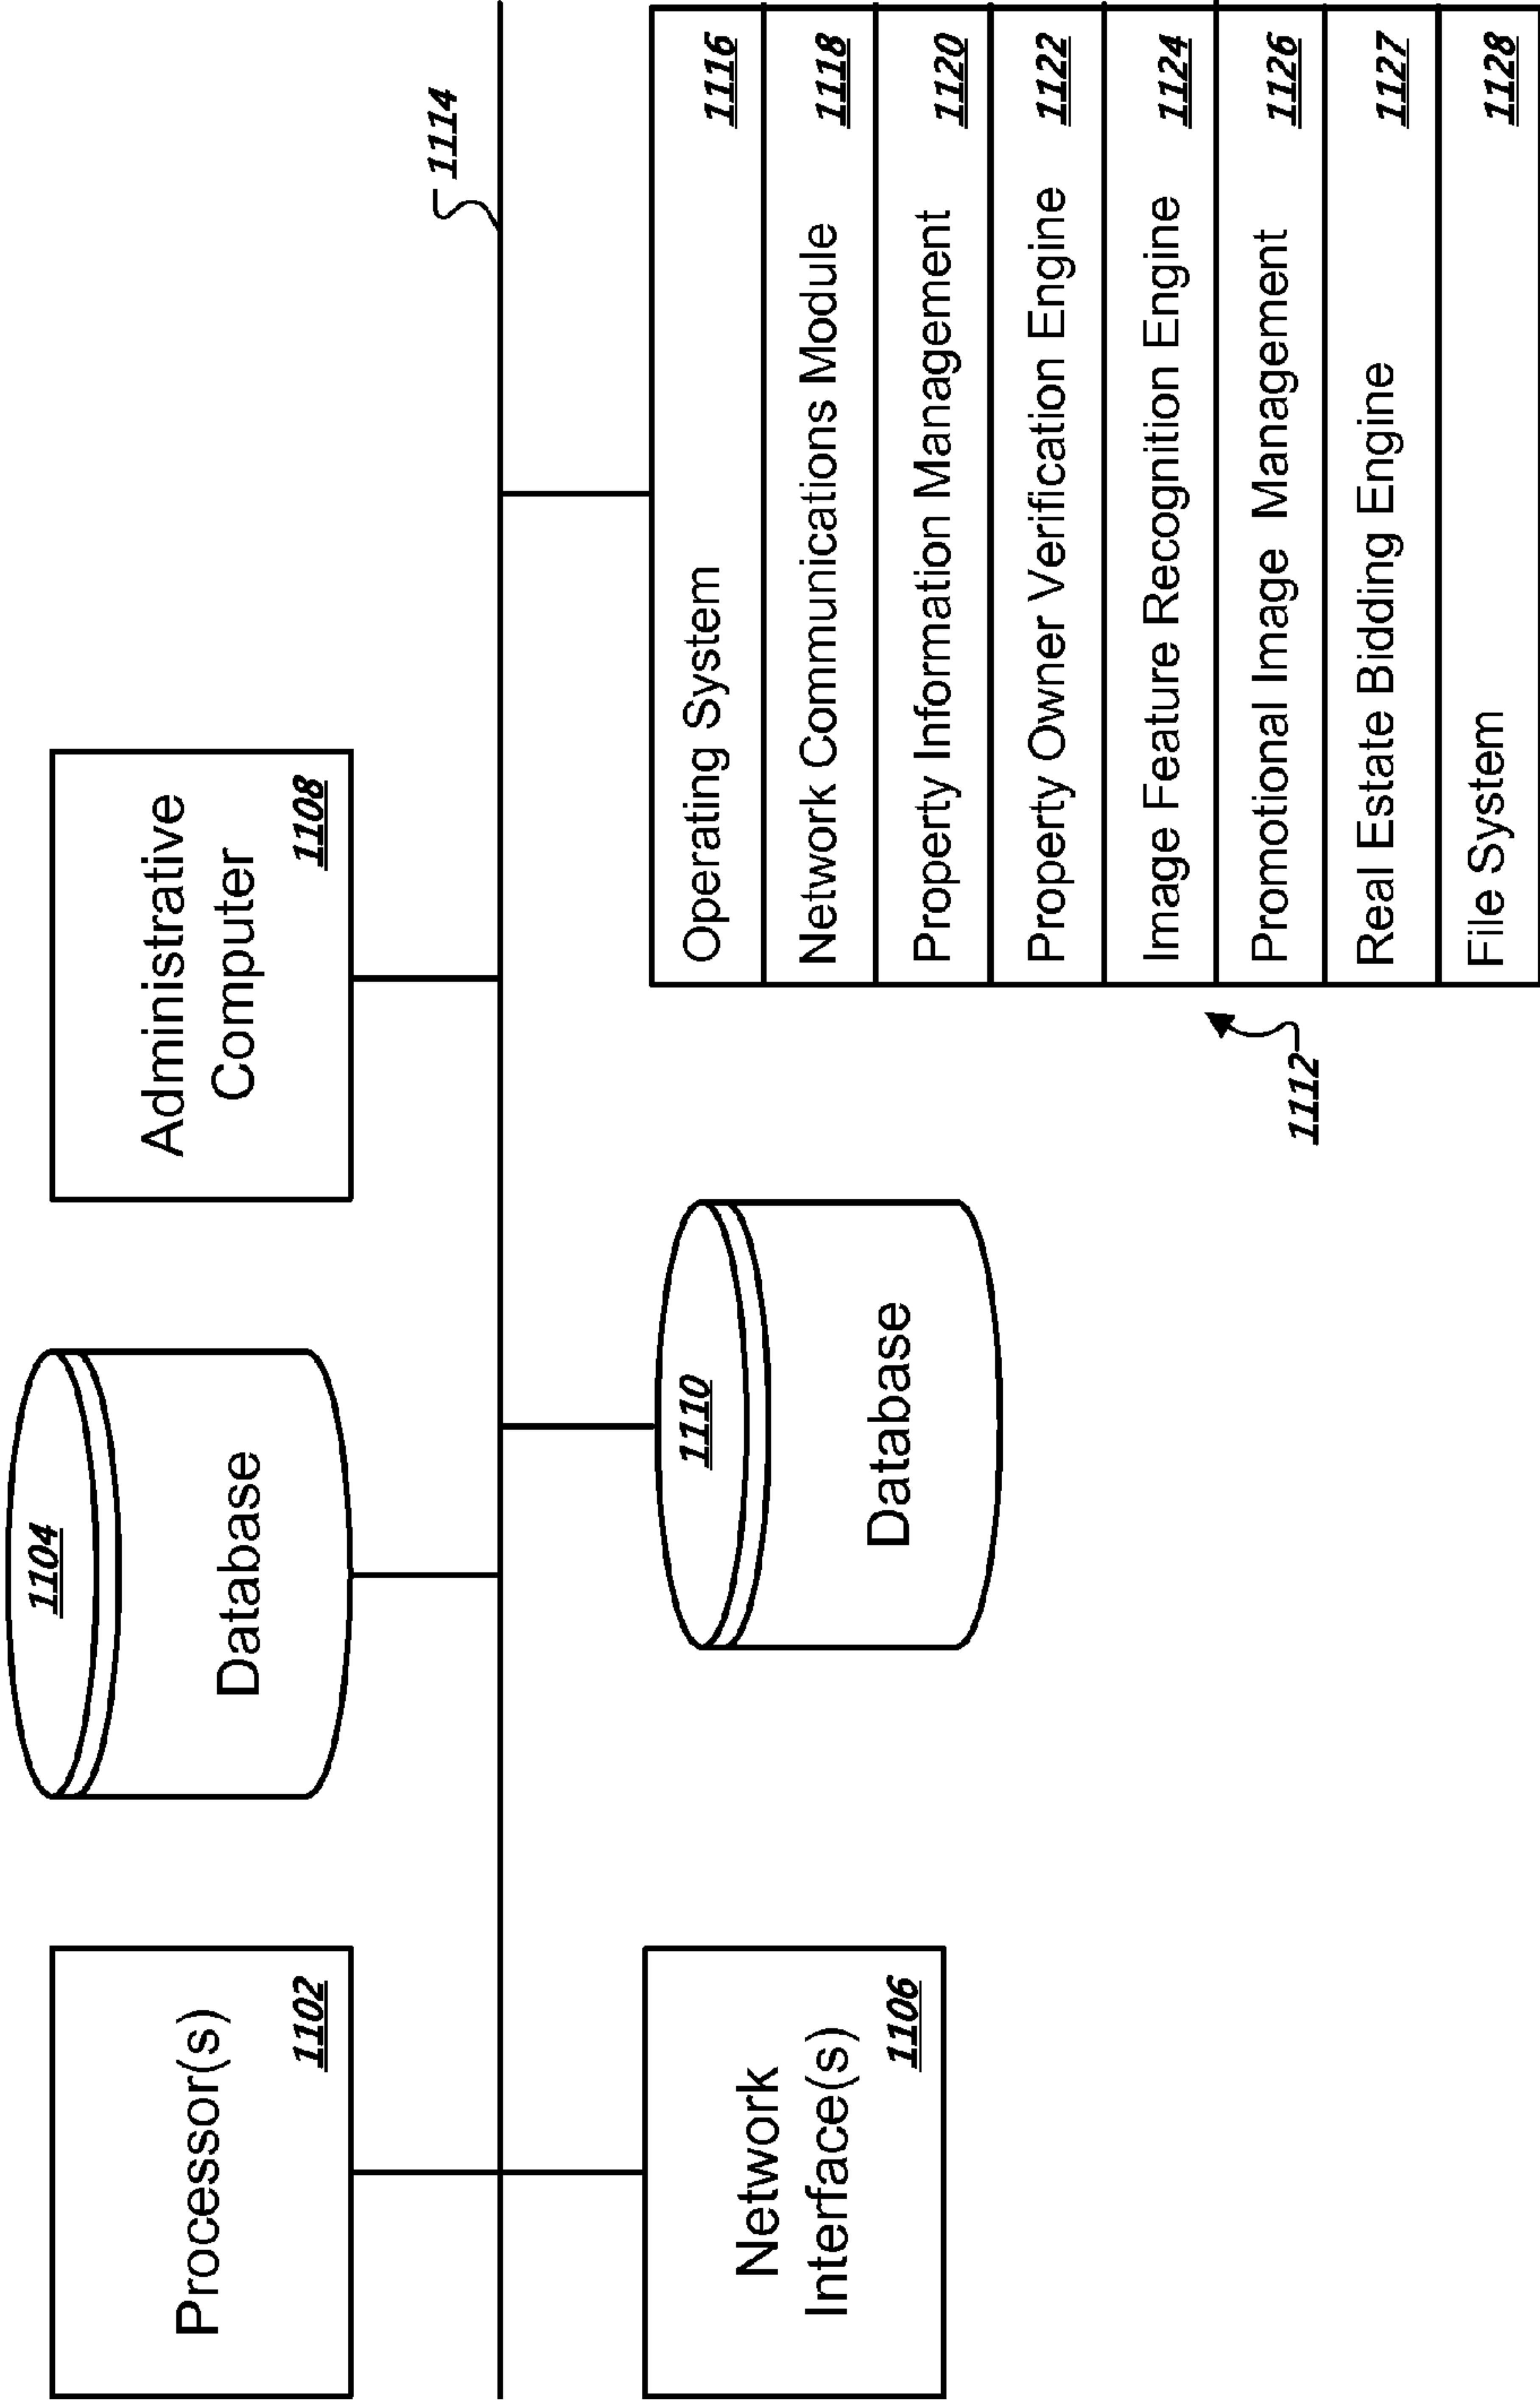 Processor(s)
1102
1104
Database
Administrative
Computer
1108
1114
Network
Interface(s)
1106
1110
Database
1112
Operating System 1116
Network Communications Module 1118
Property Information Management 1120
Property Owner Verification Engine 1122
Image Feature Recognition Engine 1124
Promotional Image Management 1126
Real Estate Bidding Engine 1127
File System 1128